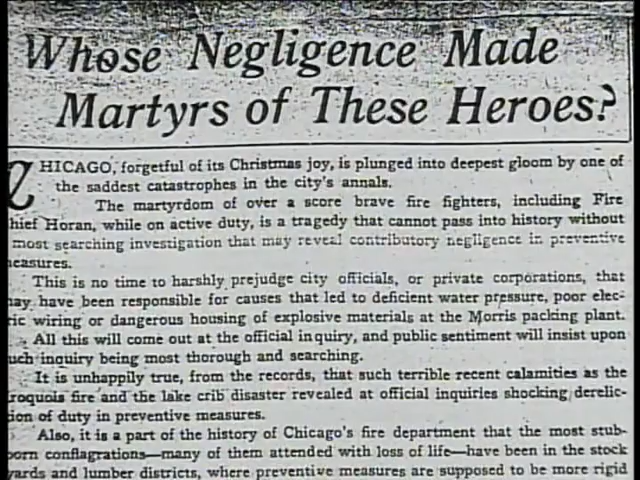 Whose Negligence Made
Martyrs of These Heroes?
CHICAGO, forgetful of its Christmas joy, is plunged into deepest gloom by one of
the saddest catastrophes in the city's annals.
The martyrdom of over a score brave fire fighters, including Fire
hief Horan, while on active duty, is a tragedy that cannot pass into history without
most searching investigation that may reveal contributory negligence in preventive
easures.
This is no time to harshly prejudge city officials, or private corporations, that
ay have been responsible for causes that led to deficient water pressure, poor elec-
ic wiring or dangerous housing of explosive materials at the Morris packing plant.
All this will come out at the official inquiry, and public sentiment will insist upon
uch inquiry being most thorough and searching.
It is unhappily true, from the records, that such terrible recent calamities as the
roquois fire and the lake crib disaster revealed at official inquiries shocking derelic-
ion of duty in preventive measures.
Also, it is a part of the history of Chicago's fire department that the most stub-
orn conflagrations—many of them attended with loss of life—have been in the stock
yards and lumber districts, where preventive measures are supposed to be more rigid